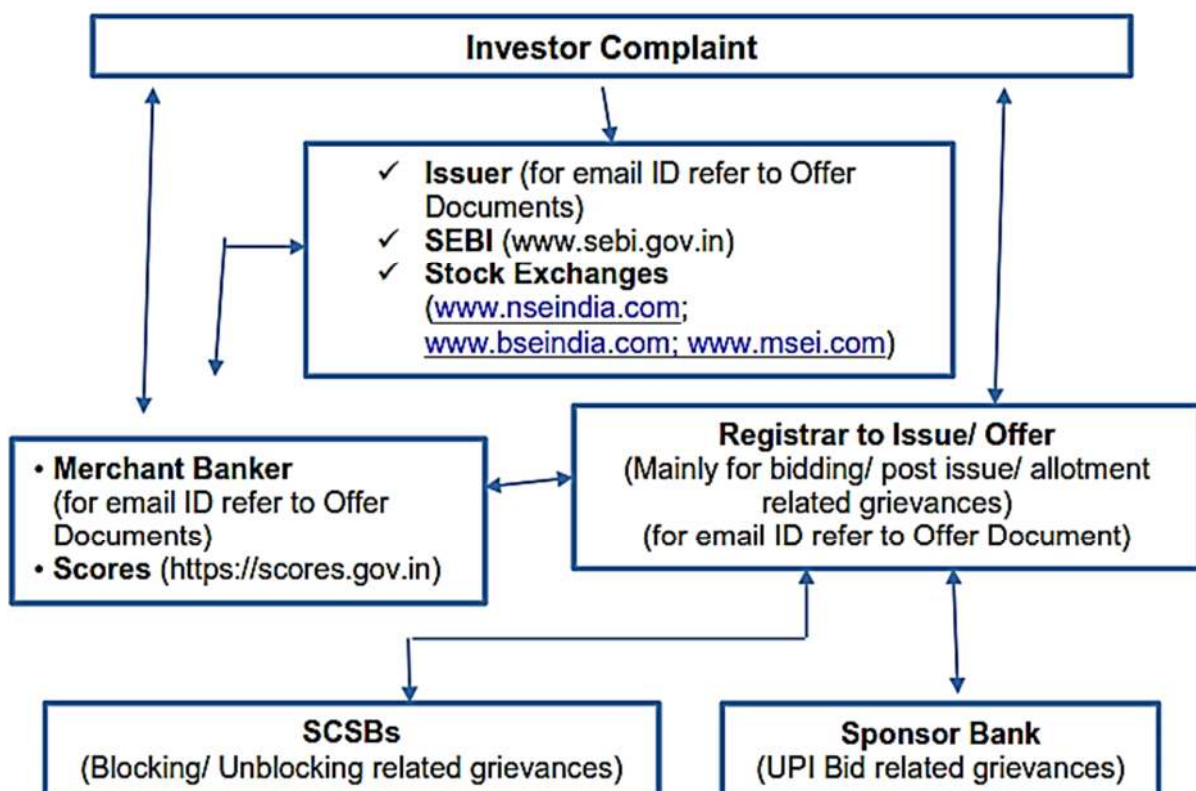 Investor Complaint
✓ Issuer (for email ID refer to Offer
Documents)
✓ SEBI (www.sebi.gov.in)
✓ Stock Exchanges
(www.nseindia.com;
www.bseindia.com; www.msei.com)
• Merchant Banker
(for email ID refer to Offer
Documents)
• Scores (https://scores.gov.in)
Registrar to Issue/ Offer
(Mainly for bidding/ post issue/ allotment
related grievances)
(for email ID refer to Offer Document)
SCSBs
(Blocking/ Unblocking related grievances)
Sponsor Bank
(UPI Bid related grievances)